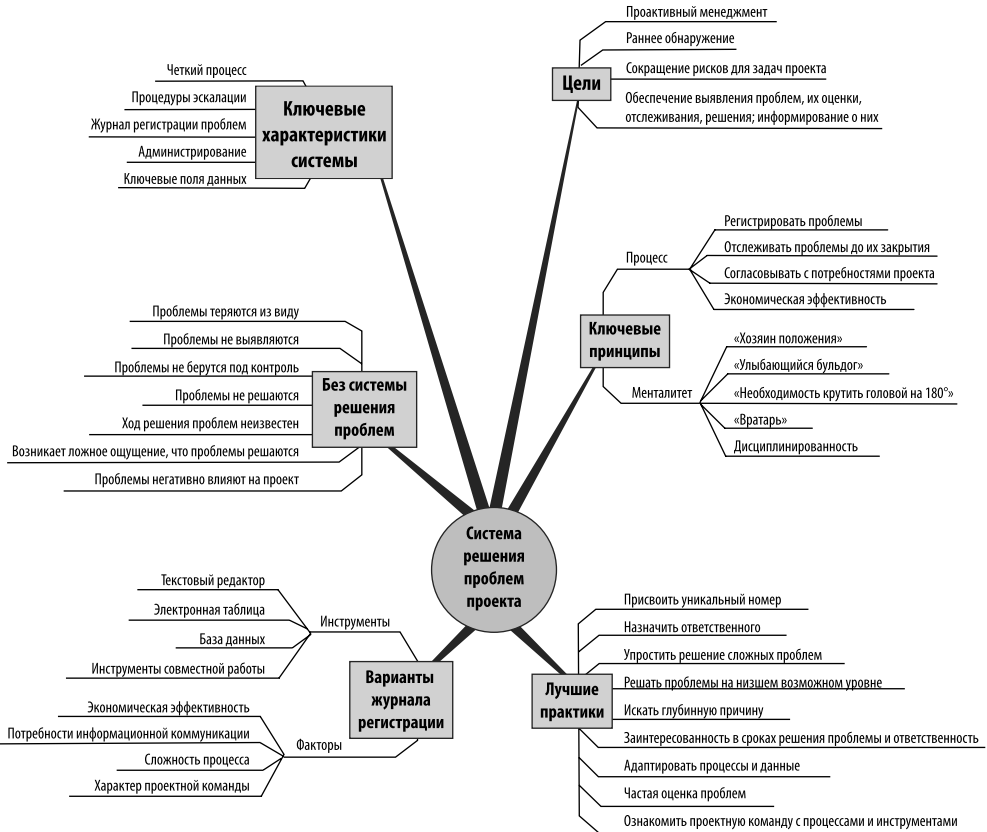 Проактивный менеджмент
Раннее обнаружение
Цели
Сокращение рисков для задач проекта
Обеспечение выявления проблем, их оценки,
отслеживания, решения; информирование о них
Четкий процесс
Процедуры эскалации
Журнал регистрации проблем
Администрирование
Ключевые поля данных
Ключевые
характеристики
системы
Регистрировать проблемы
Отслеживать проблемы до их закрытия
Процесс
Согласовывать с потребностями проекта
Экономическая эффективность
Ключевые
принципы
Менталитет
«Хозяин положения»
«Улыбающийся бульдог»
«Необходимость крутить головой на 180°»
«Вратарь»
Дисциплинированность
Проблемы теряются из виду
Проблемы не выявляются
Проблемы не берутся под контроль
Проблемы не решаются
Ход решения проблем неизвестен
Возникает ложное ощущение, что проблемы решаются
Проблемы негативно влияют на проект
Без системы
решения
проблем
Система
решения
проблем
проекта
Текстовый редактор
Электронная таблица
База данных
Инструменты совместной работы
Инструменты
Варианты
журнала
регистрации
Факторы
Экономическая эффективность
Потребности информационной коммуникации
Сложность процесса
Характер проектной команды
Лучшие
практики
Присвоить уникальный номер
Назначить ответственного
Упростить решение сложных проблем
Решать проблемы на низшем возможном уровне
Искать глубинную причину
Заинтересованность в сроках решения проблемы и ответственность
Адаптировать процессы и данные
Частая оценка проблем
Ознакомить проектную команду с процессами и инструментами